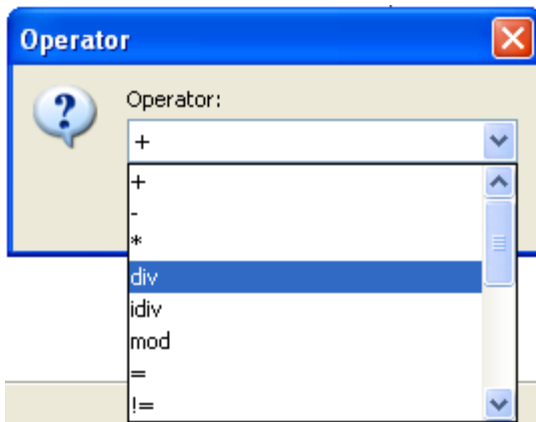 Operator
Operator:
+
+
-
*
div
idiv
mod
=
!=